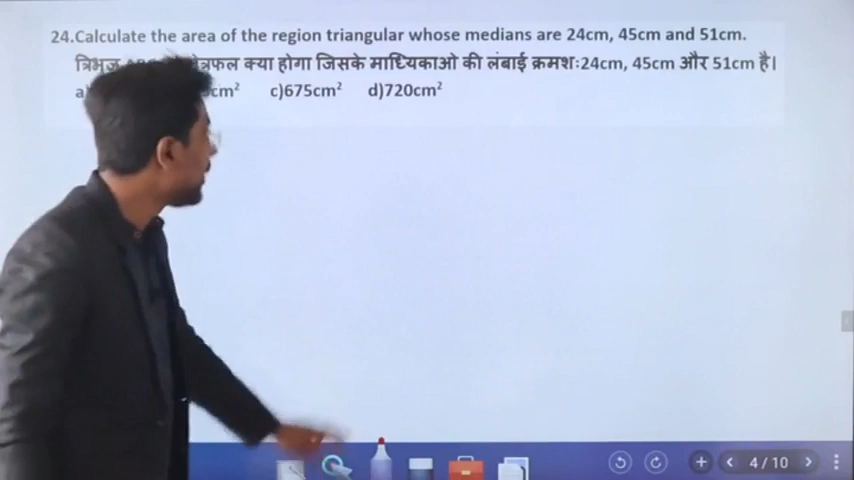 24.Calculate the area of the region triangular whose medians are 24cm, 45cm and 51cm.
क्या होगा जिसके माध्यिकाओ की लंबाई क्रमशः24cm, 45cm और 51cm है।
a) cm² c)675cm² d)720cm²
4/10